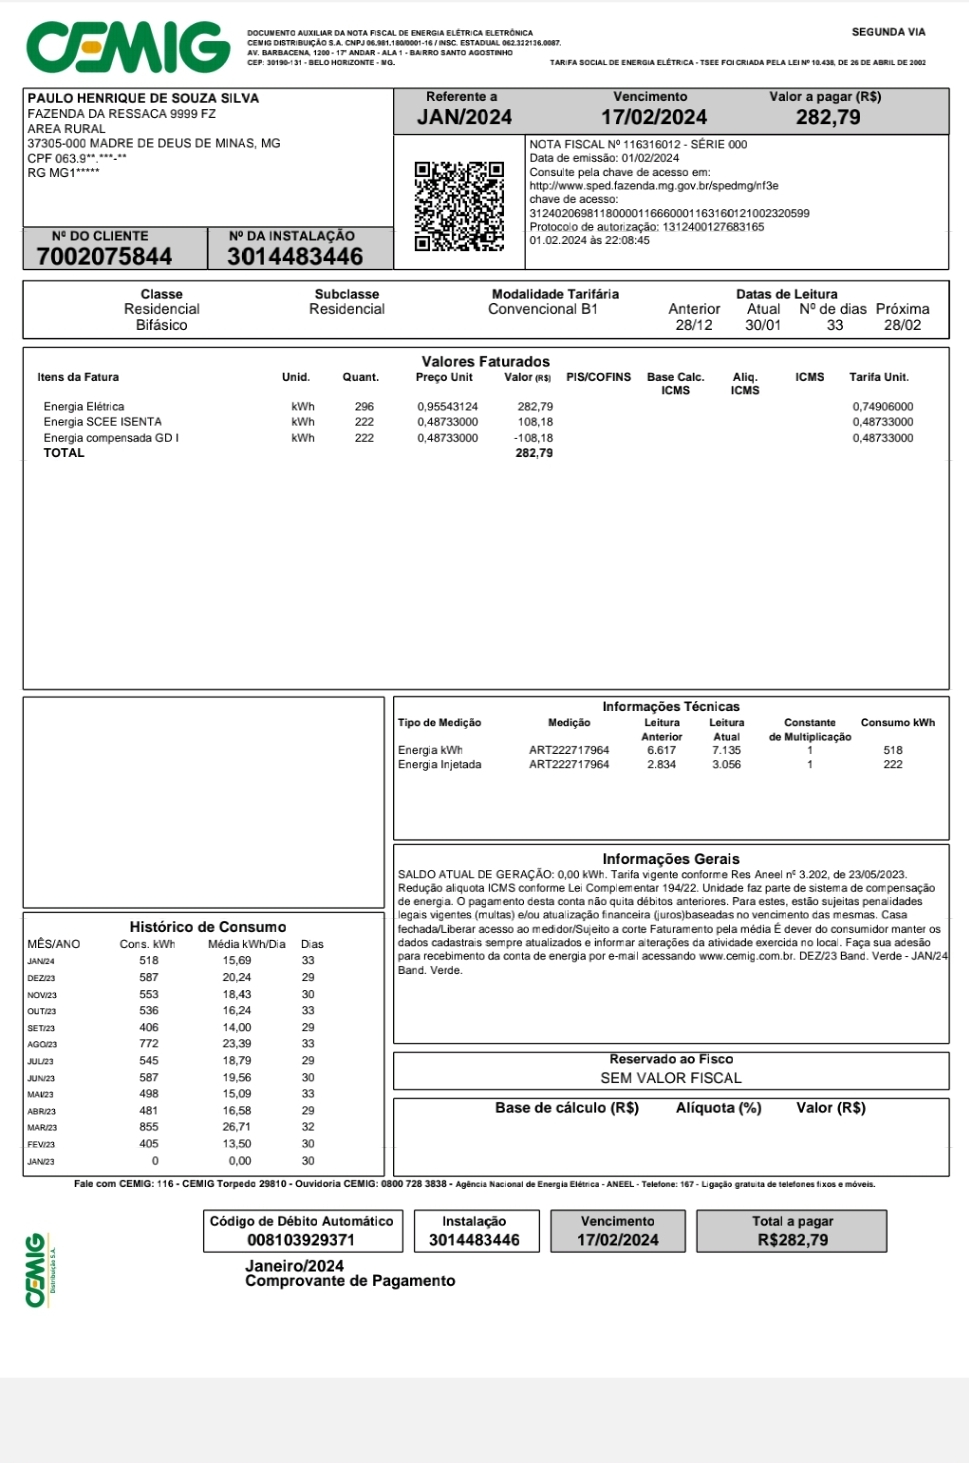 CEMIG
DOCUMENTO AUXILIAR DA NOTA FISCAL DE ENERGIA ELÉTRICA ELETRÔNICA
CEMIG DISTRIBUIÇÃO S.A. CNPJ 06.981.180/0001-16 / INSC. ESTADUAL 062.322136.0087.
AV. BARBACENA, 1200 - 17° ANDAR - ALA 1 - BAIRRO SANTO AGOSTINHO
CEP: 30190-131 - BELO HORIZONTE - MG.
SEGUNDA VIA
TARIFA SOCIAL DE ENERGIA ELÉTRICA - TSEE FOI CRIADA PELA LEI Nº 10.438, DE 26 DE ABRIL DE 2002
PAULO HENRIQUE DE SOUZA SILVA
FAZENDA DA RESSACA 9999 FZ
AREA RURAL
37305-000 MADRE DE DEUS DE MINAS, MG
CPF 063.9**.***-**
RG MG1*****
Nº DO CLIENTE Nº DA INSTALAÇÃO
7002075844 3014483446
Referente a Vencimento Valor a pagar (R$)
JAN/2024 17/02/2024 282,79
NOTA FISCAL Nº 116316012 - SÉRIE 000
Data de emissão: 01/02/2024
Consulte pela chave de acesso em:
http://www.sped.fazenda.mg.gov.br/spedmg/nf3e
chave de acesso:
31240206981180000116660001163160121002320599
Protocolo de autorização: 1312400127683165
01.02.2024 às 22:08:45
Classe Subclasse Modalidade Tarifária Datas de Leitura
Residencial Residencial Convencional B1 Anterior Atual Nº de dias Próxima
Bifásico 28/12 30/01 33 28/02
Valores Faturados
Itens da Fatura Unid. Quant. Preço Unit Valor (R$) PIS/COFINS Base Calc. ICMS Aliq. ICMS ICMS Tarifa Unit.
Energia Elétrica kWh 296 0,95543124 282,79 0,74906000
Energia SCEE ISENTA kWh 222 0,48733000 108,18 0,48733000
Energia compensada GD I kWh 222 0,48733000 -108,18 0,48733000
TOTAL 282,79
Informações Técnicas
Tipo de Medição Medição Leitura Anterior Leitura Atual Constante de Multiplicação Consumo kWh
Energia kWh ART222717964 6.617 7.135 1 518
Energia Injetada ART222717964 2.834 3.056 1 222
Informações Gerais
SALDO ATUAL DE GERAÇÃO: 0,00 kWh. Tarifa vigente conforme Res Aneel nº 3.202, de 23/05/2023.
Redução aliquota ICMS conforme Lei Complementar 194/22. Unidade faz parte de sistema de compensação
de energia. O pagamento desta conta não quita débitos anteriores. Para estes, estão sujeitas penalidades
legais vigentes (multas) e/ou atualização financeira (juros)baseadas no vencimento das mesmas. Casa
fechada/Liberar acesso ao medidor/Sujeito a corte Faturamento pela média É dever do consumidor manter os
dados cadastrais sempre atualizados e informar alterações da atividade exercida no local. Faça sua adesão
para recebimento da conta de energia por e-mail acessando www.cemig.com.br. DEZ/23 Band. Verde - JAN/24
Band. Verde.
Histórico de Consumo
MÊS/ANO Cons. kWh Média kWh/Dia Dias
JAN/24 518 15,69 33
DEZ/23 587 20,24 29
NOV/23 553 18,43 30
OUT/23 536 16,24 33
SET/23 406 14,00 29
AGO/23 772 23,39 33
JUL/23 545 18,79 29
JUN/23 587 19,56 30
MAI/23 498 15,09 33
ABR/23 481 16,58 29
MAR/23 855 26,71 32
FEV/23 405 13,50 30
JAN/23 0 0,00 30
Reservado ao Fisco
SEM VALOR FISCAL
Base de cálculo (R$) Alíquota (%) Valor (R$)
Fale com CEMIG: 116 - CEMIG Torpedo 29810 - Ouvidoria CEMIG: 0800 728 3838 - Agência Nacional de Energia Elétrica - ANEEL - Telefone: 167 - Ligação gratuita de telefones fixos e móveis.
CEMIG
Distribuição S.A.
Código de Débito Automático Instalação Vencimento Total a pagar
008103929371 3014483446 17/02/2024 R$282,79
Janeiro/2024
Comprovante de Pagamento